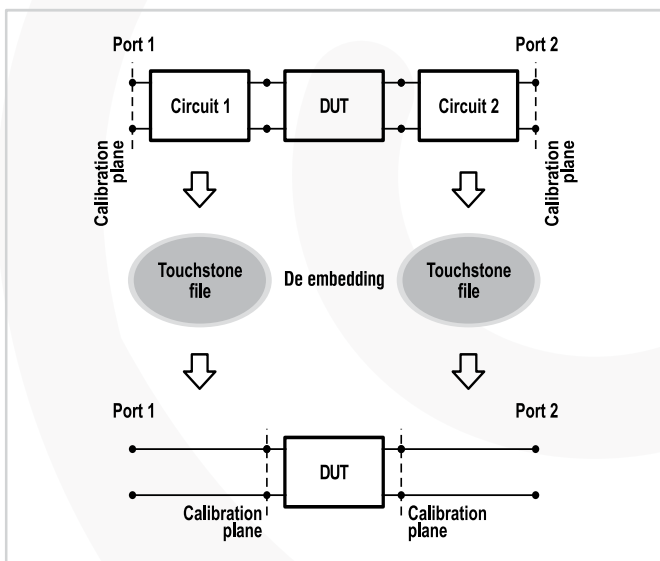 Port 1
Port 2
Circuit 1
DUT
Circuit 2
Calibration
plane
Calibration
plane
Touchstone
file
De embedding
Touchstone
file
Port 1
Port 2
DUT
Calibration
plane
Calibration
plane